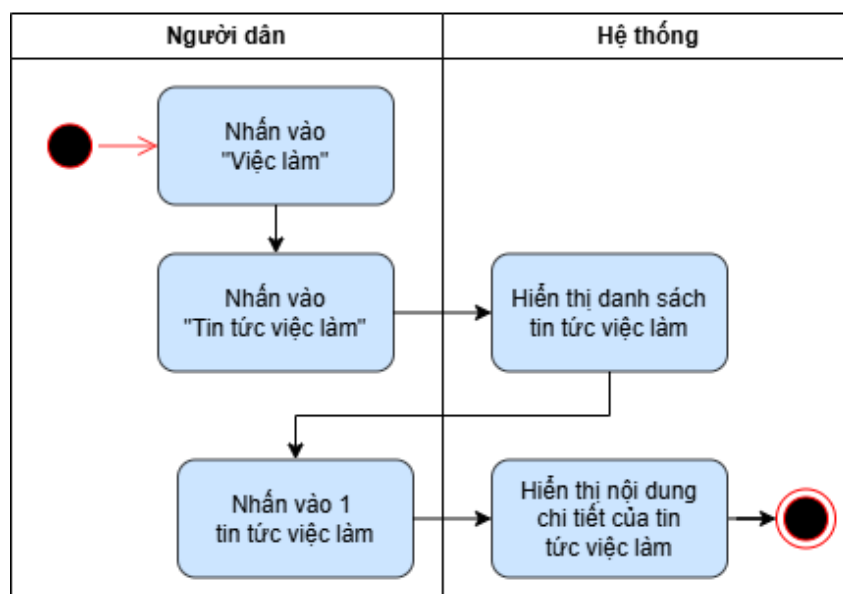 Người dân
Hệ thống
Nhấn vào
"Việc làm"
Nhấn vào
"Tin tức việc làm"
Hiển thị danh sách
tin tức việc làm
Nhấn vào 1
tin tức việc làm
Hiển thị nội dung
chi tiết của tin
tức việc làm